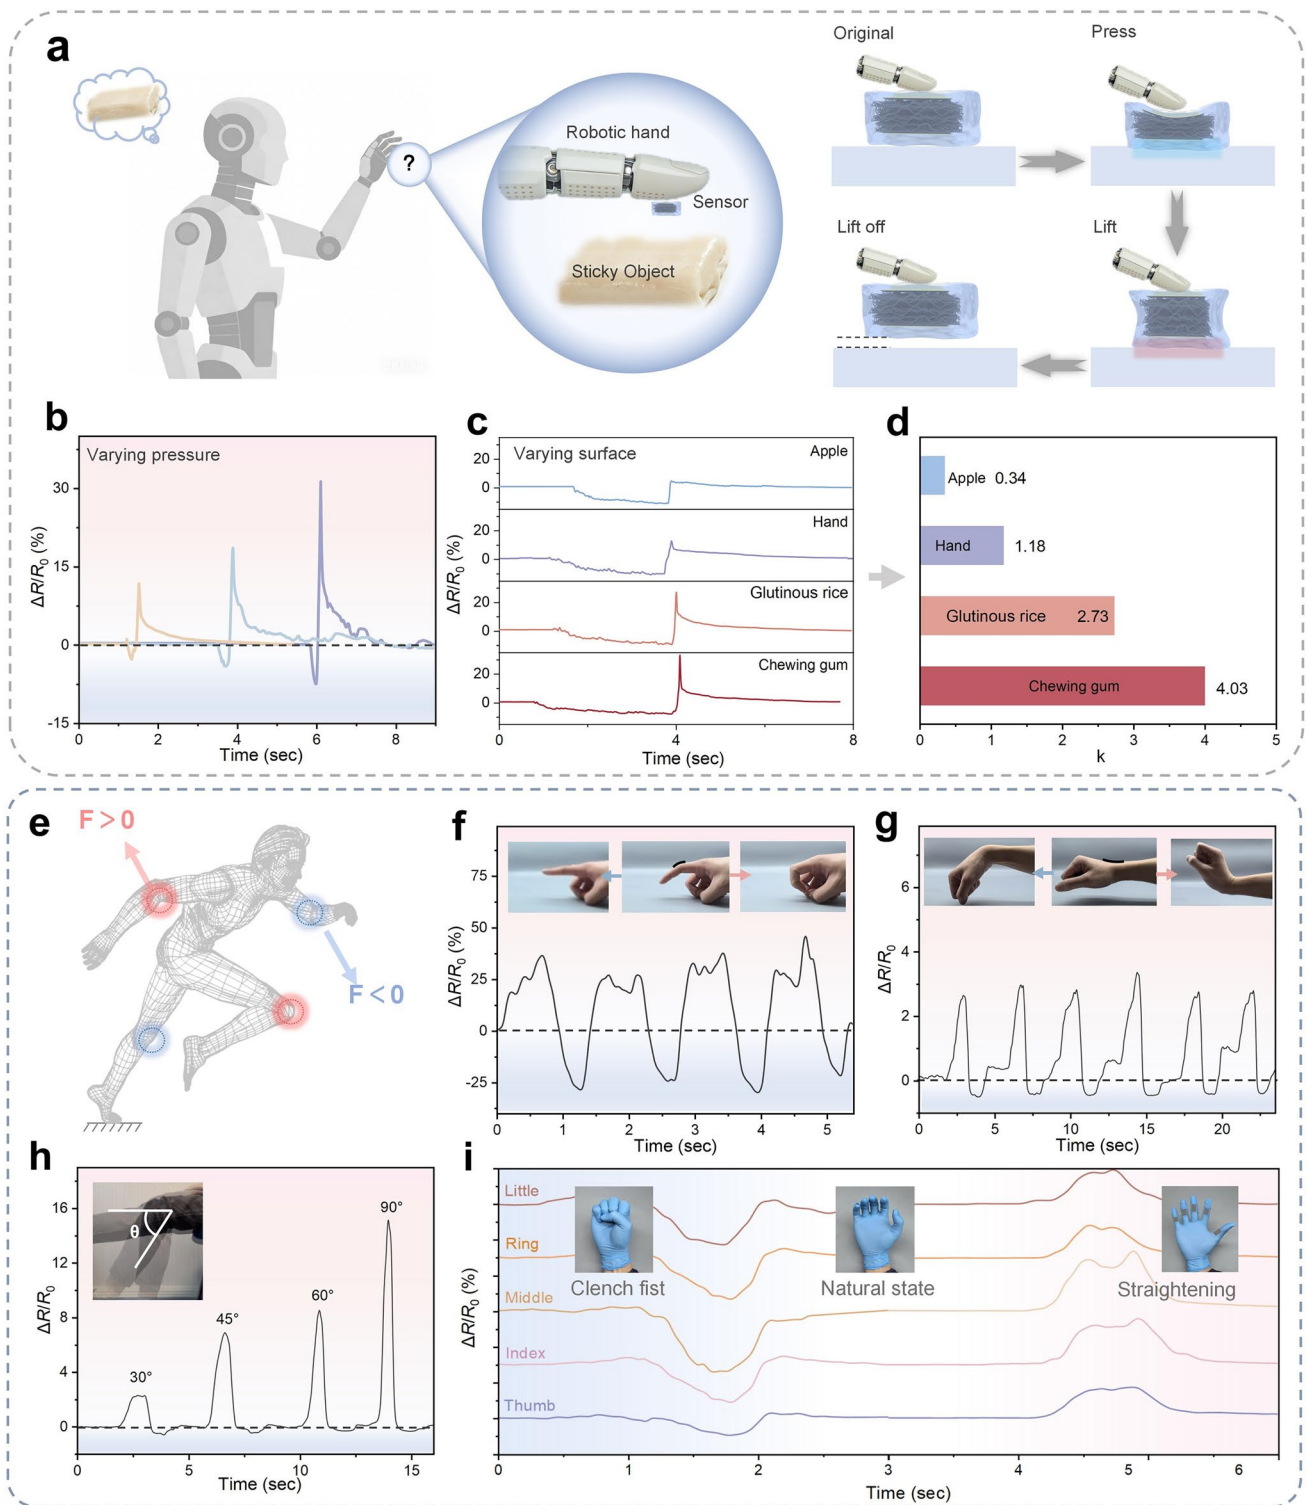 a
Original
Press
Robotic hand
?
Sensor
Sticky Object
Lift off
Lift
b
Varying pressure
ΔR/R0 (%)
30
15
0
-15
0 2 4 6 8
Time (sec)
c
Varying surface
Apple
Hand
Glutinous rice
Chewing gum
ΔR/R0 (%)
20
0
20
0
20
0
20
0
0 4 8
Time (sec)
d
Apple 0.34
Hand 1.18
Glutinous rice 2.73
Chewing gum 4.03
0 1 2 3 4 5
k
e
F > 0
F < 0
f
ΔR/R0 (%)
75
50
25
0
-25
0 1 2 3 4 5
Time (sec)
g
ΔR/R0
6
4
2
0
0 5 10 15 20
Time (sec)
h
ΔR/R0
16
12
8
4
0
θ
30°
45°
60°
90°
0 5 10 15
Time (sec)
i
ΔR/R0 (%)
Little
Ring
Middle
Index
Thumb
Clench fist
Natural state
Straightening
0 1 2 3 4 5 6
Time (sec)